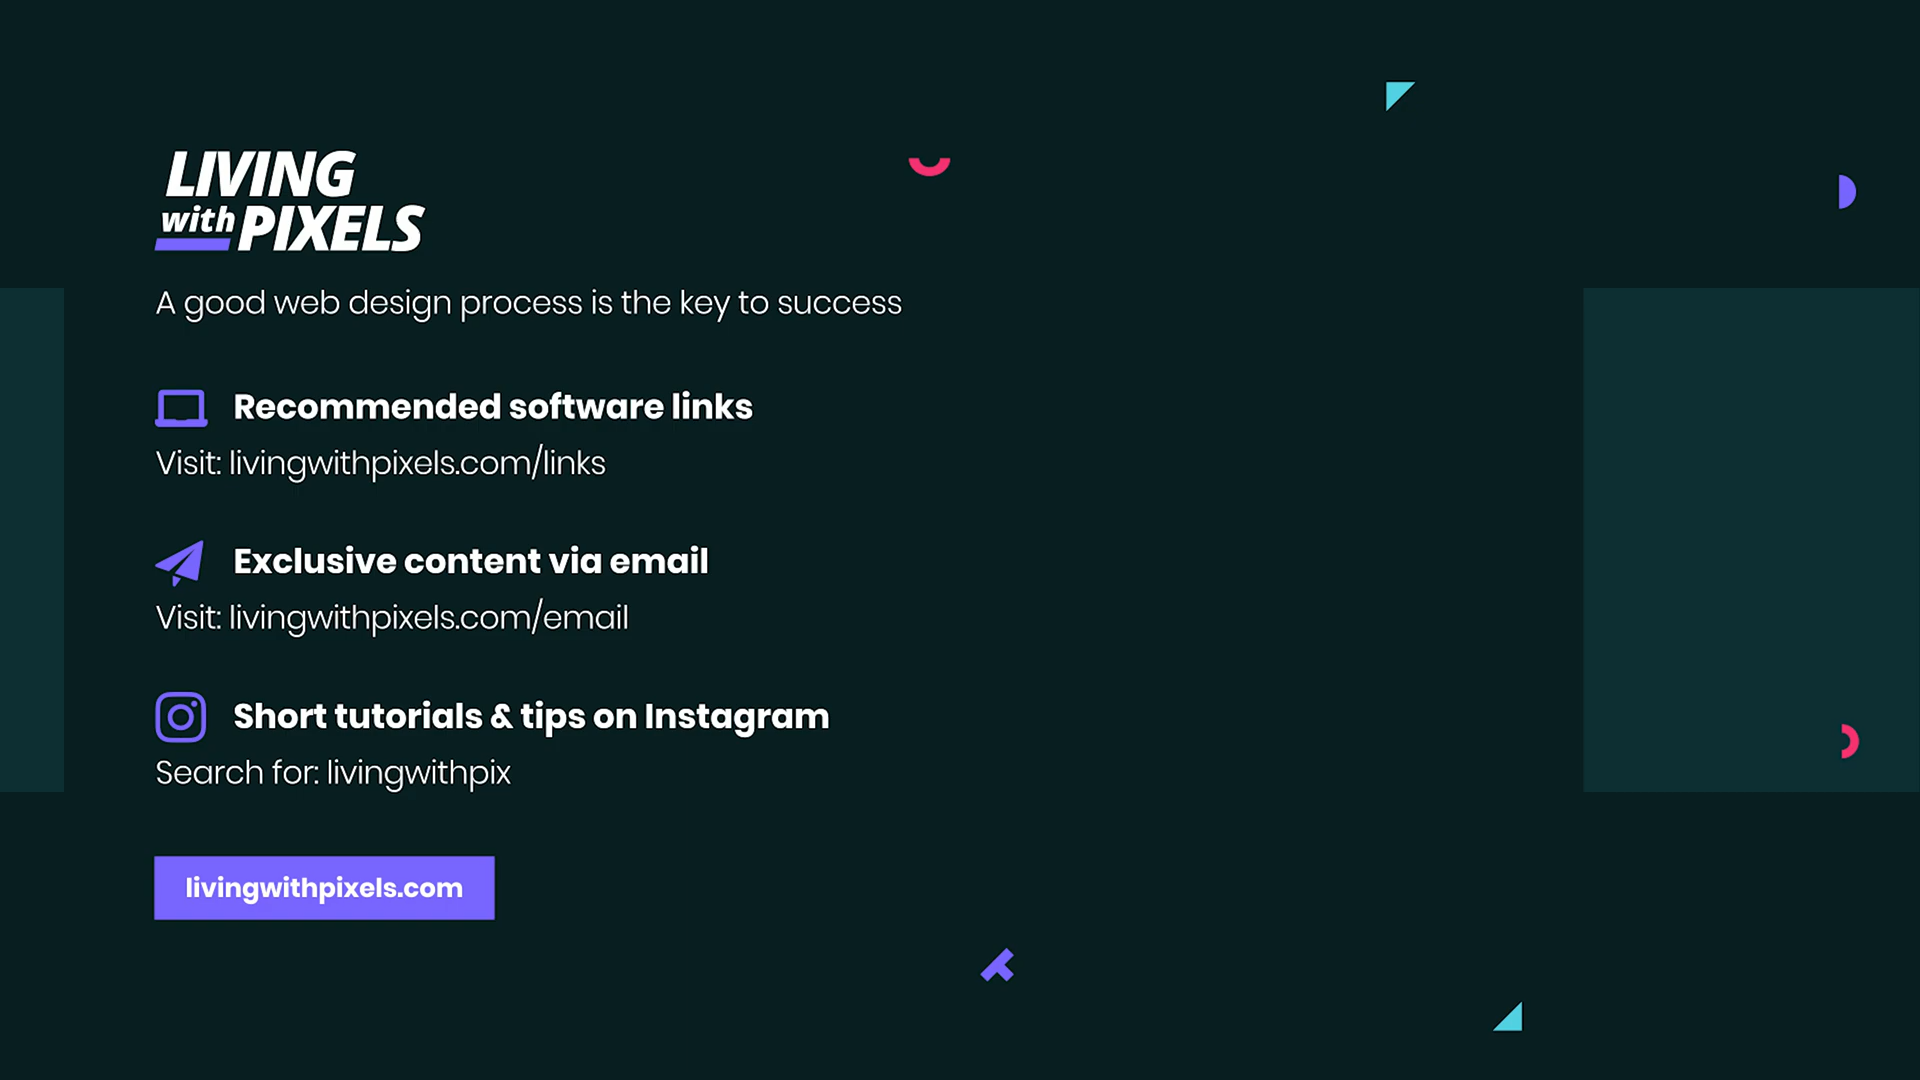 LIVING
with PIXELS
A good web design process is the key to success
Recommended software links
Visit: livingwithpixels.com/links
Exclusive content via email
Visit: livingwithpixels.com/email
Short tutorials & tips on Instagram
Search for: livingwithpix
livingwithpixels.com